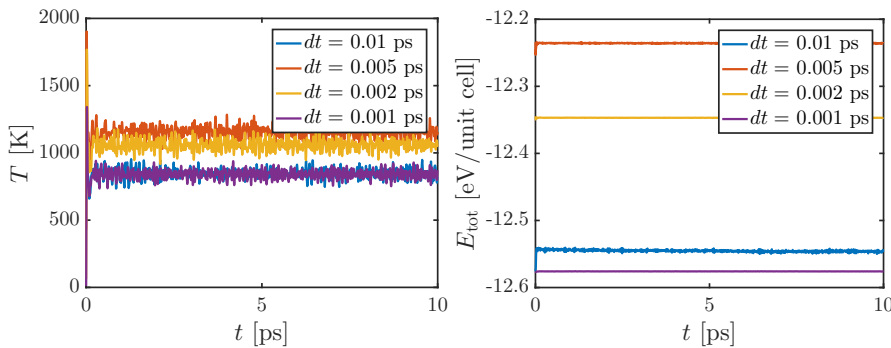 2000
1500
1000
500
0
T [K]
0
5
10
t [ps]
dt = 0.01 ps
dt = 0.005 ps
dt = 0.002 ps
dt = 0.001 ps
-12.2
-12.3
-12.4
-12.5
-12.6
E_tot [eV/unit cell]
0
5
10
t [ps]
dt = 0.01 ps
dt = 0.005 ps
dt = 0.002 ps
dt = 0.001 ps